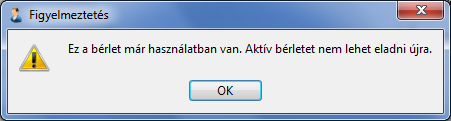 Figyelmeztetés
Ez a bérlet már használatban van. Aktív bérletet nem lehet eladni újra.
OK